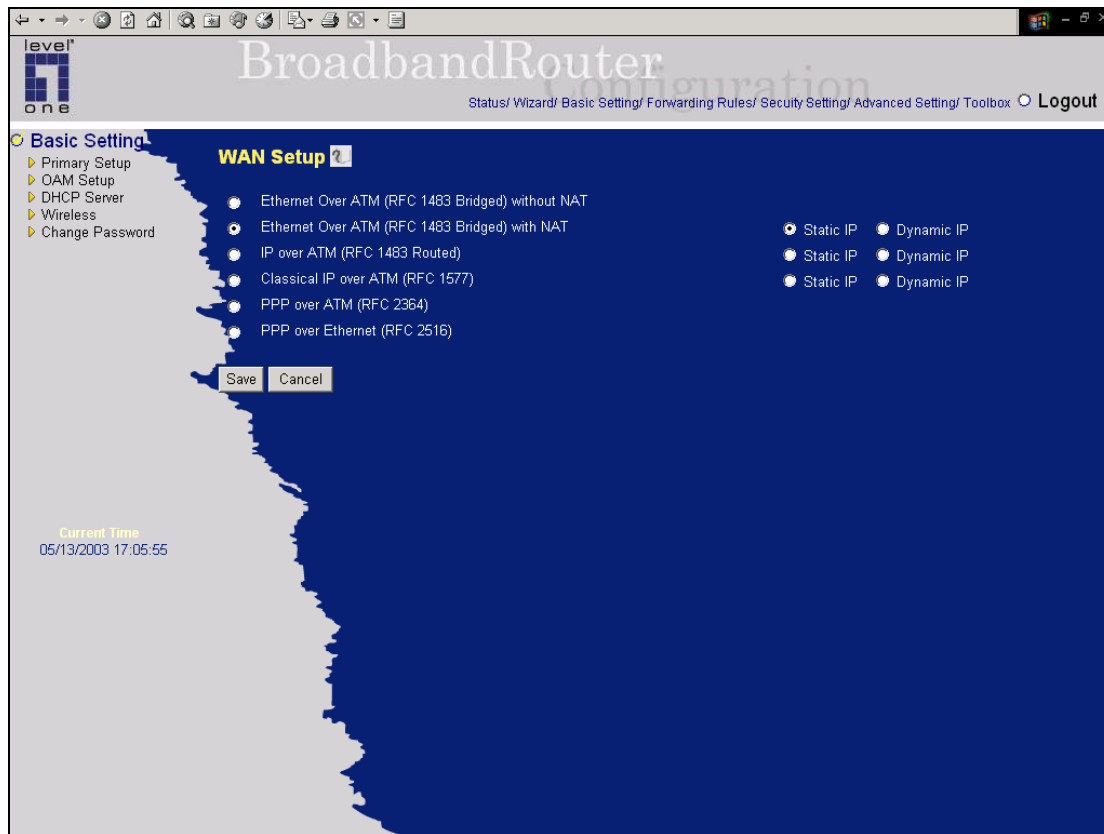 level
one
BroadbandRouter
Configuration
Status/ Wizard/ Basic Setting/ Forwarding Rules/ Secuity Setting/ Advanced Setting/ Toolbox Logout
Basic Setting
Primary Setup
OAM Setup
DHCP Server
Wireless
Change Password
Current Time
05/13/2003 17:05:55
WAN Setup
Ethernet Over ATM (RFC 1483 Bridged) without NAT
Ethernet Over ATM (RFC 1483 Bridged) with NAT Static IP Dynamic IP
IP over ATM (RFC 1483 Routed) Static IP Dynamic IP
Classical IP over ATM (RFC 1577) Static IP Dynamic IP
PPP over ATM (RFC 2364)
PPP over Ethernet (RFC 2516)
Save Cancel